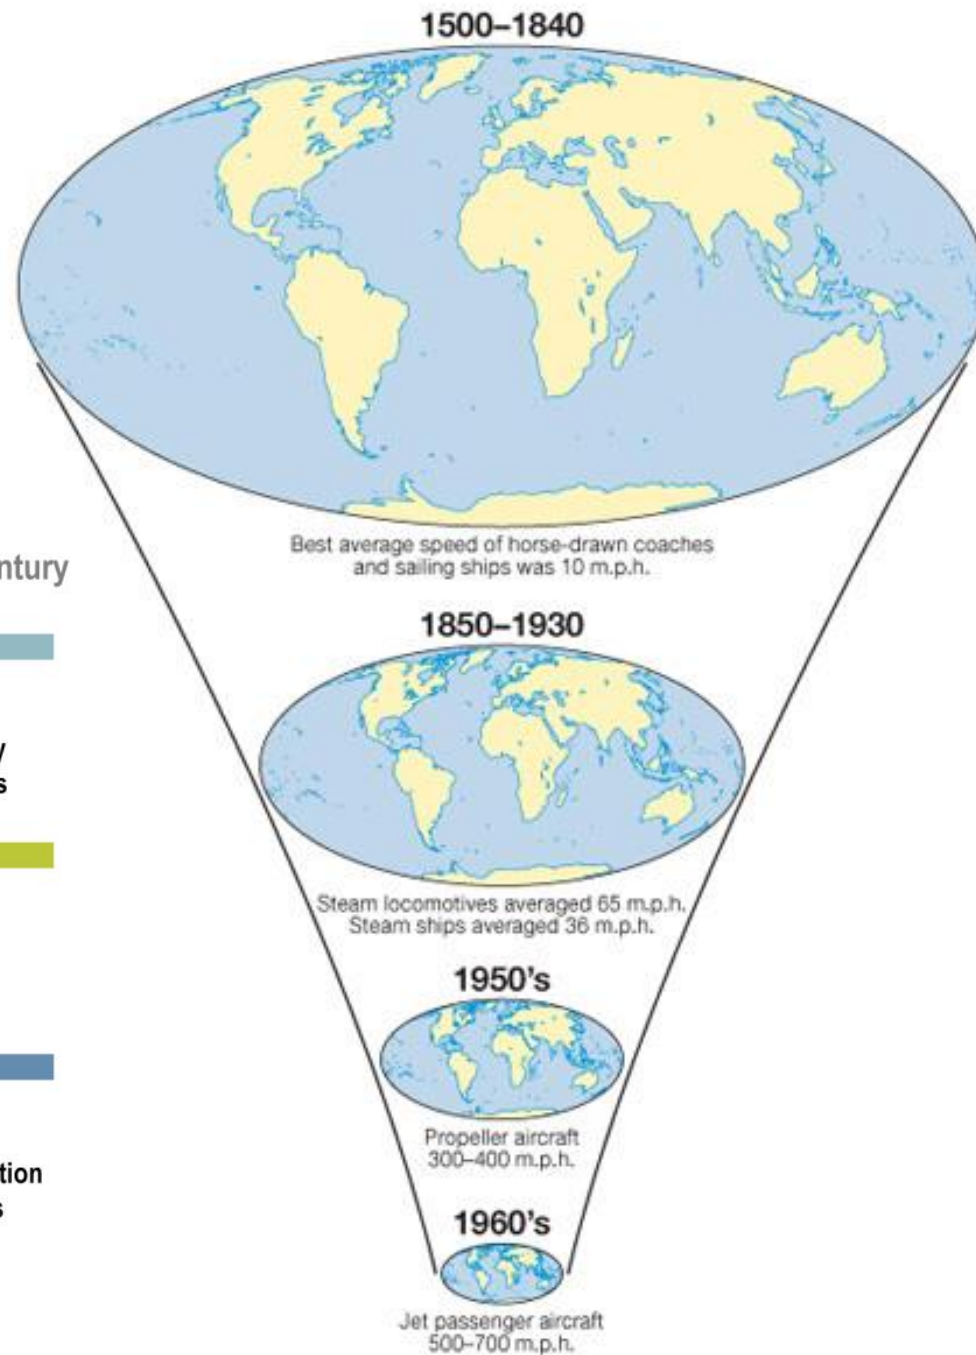 1500–1840
Best average speed of horse-drawn coaches
and sailing ships was 10 m.p.h.
ntury
1850–1930
y
s
Steam locomotives averaged 65 m.p.h.
Steam ships averaged 36 m.p.h.
1950's
Propeller aircraft
300–400 m.p.h.
tion
s
1960's
Jet passenger aircraft
500–700 m.p.h.